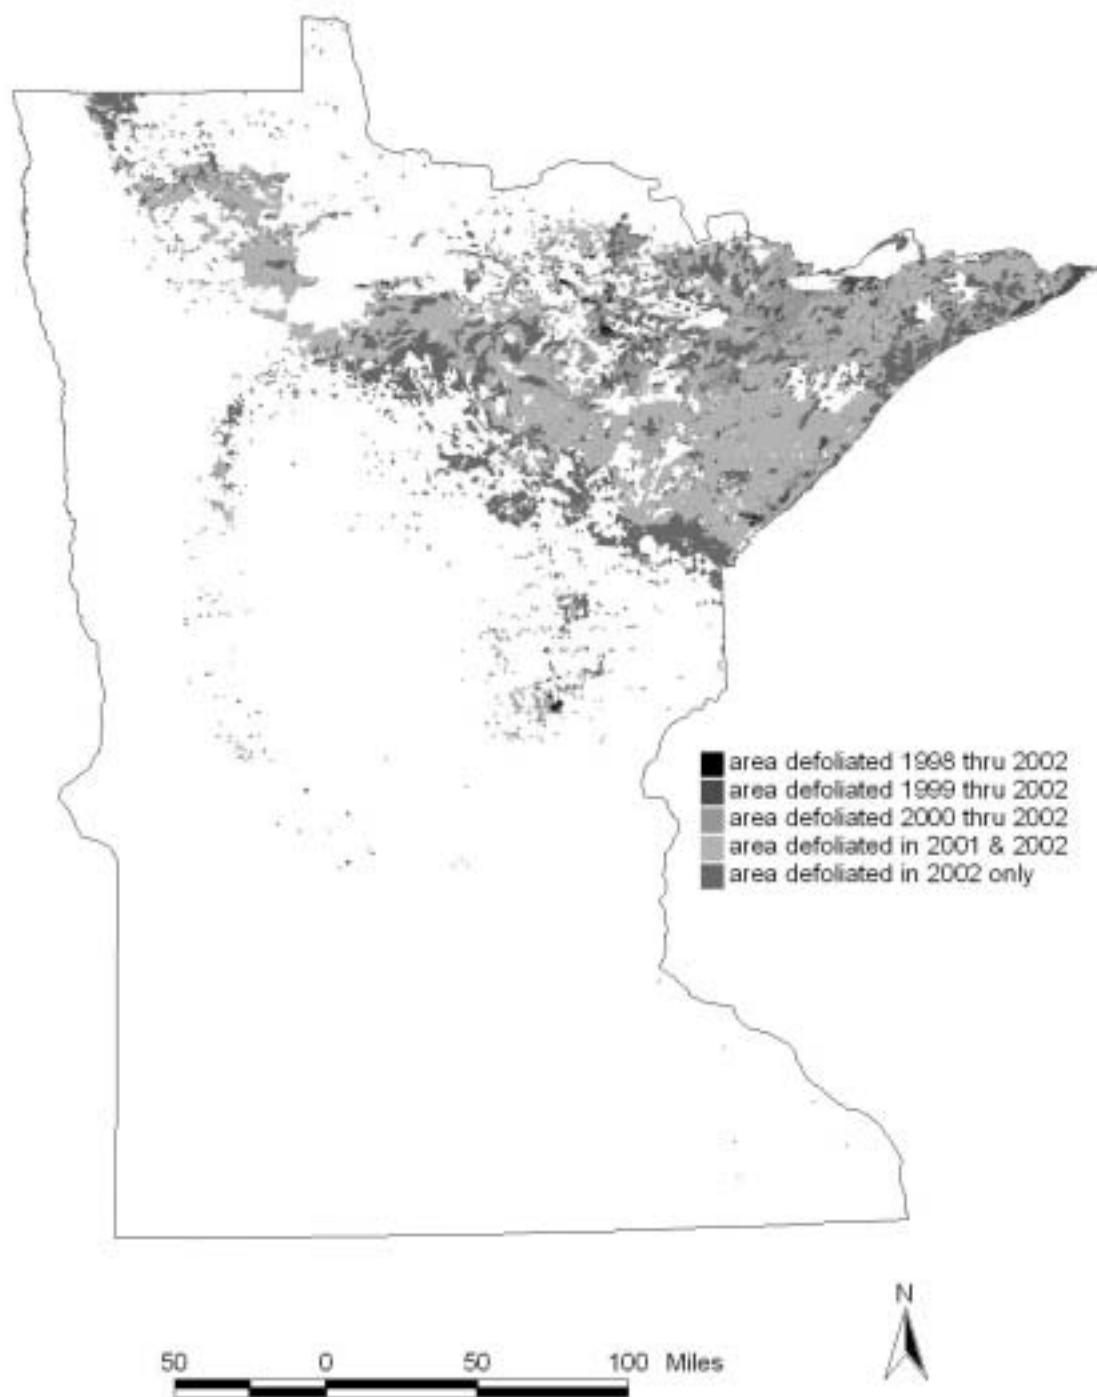 area defoliated 1998 thru 2002
area defoliated 1999 thru 2002
area defoliated 2000 thru 2002
area defoliated in 2001 & 2002
area defoliated in 2002 only
N
50 0 50 100 Miles